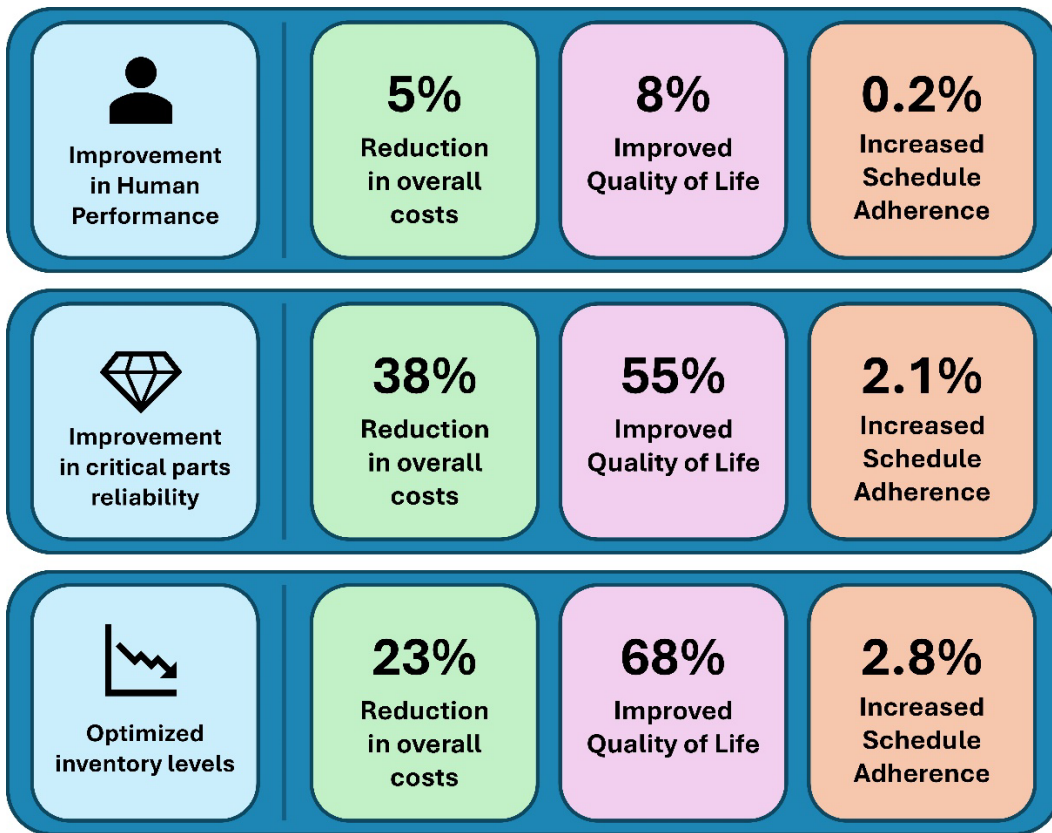 Improvement
in Human
Performance
5%
Reduction
in overall
costs
8%
Improved
Quality of Life
0.2%
Increased
Schedule
Adherence
Improvement
in critical parts
reliability
38%
Reduction
in overall
costs
55%
Improved
Quality of Life
2.1%
Increased
Schedule
Adherence
Optimized
inventory levels
23%
Reduction
in overall
costs
68%
Improved
Quality of Life
2.8%
Increased
Schedule
Adherence